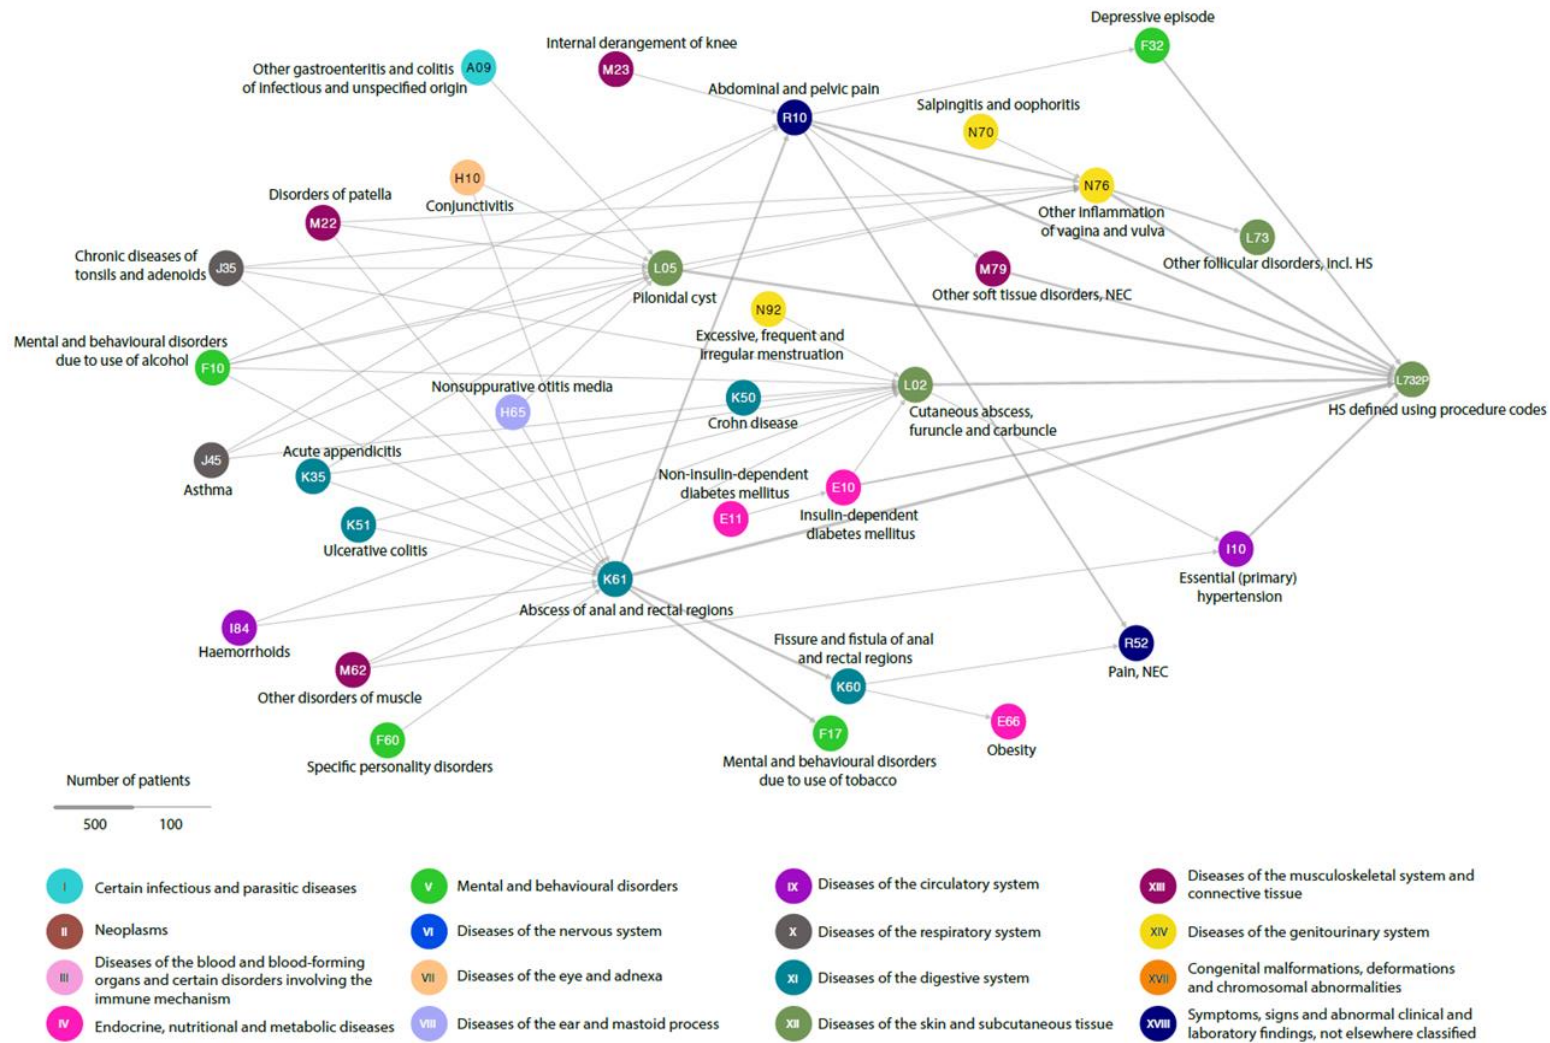 Depressive episode
F32
Internal derangement of knee
M23
Other gastroenteritis and colitis
of infectious and unspecified origin
A09
Abdominal and pelvic pain
R10
Salpingitis and oophoritis
N70
H10
Conjunctivitis
N76
Other inflammation
of vagina and vulva
Disorders of patella
M22
L73
Other follicular disorders, incl. HS
Chronic diseases of
tonsils and adenoids
J35
L05
Pilonidal cyst
M79
Other soft tissue disorders, NEC
N92
Excessive, frequent and
irregular menstruation
Mental and behavioural disorders
due to use of alcohol
F10
L732P
HS defined using procedure codes
Nonsuppurative otitis media
H65
K50
Crohn disease
L02
Cutaneous abscess,
furuncle and carbuncle
J45
Asthma
Acute appendicitis
K35
Non-insulin-dependent
diabetes mellitus
E11
E10
Insulin-dependent
diabetes mellitus
K51
Ulcerative colitis
I10
Essential (primary)
hypertension
K61
Abscess of anal and rectal regions
I84
Haemorrhoids
Fissure and fistula of anal
and rectal regions
K60
R52
Pain, NEC
M62
Other disorders of muscle
E66
Obesity
F60
Specific personality disorders
F17
Mental and behavioural disorders
due to use of tobacco
Number of patients
500 100
I Certain infectious and parasitic diseases
II Neoplasms
III Diseases of the blood and blood-forming
organs and certain disorders involving the
immune mechanism
IV Endocrine, nutritional and metabolic diseases
V Mental and behavioural disorders
VI Diseases of the nervous system
VII Diseases of the eye and adnexa
VIII Diseases of the ear and mastoid process
IX Diseases of the circulatory system
X Diseases of the respiratory system
XI Diseases of the digestive system
XII Diseases of the skin and subcutaneous tissue
XIII Diseases of the musculoskeletal system and
connective tissue
XIV Diseases of the genitourinary system
XVII Congenital malformations, deformations
and chromosomal abnormalities
XVIII Symptoms, signs and abnormal clinical and
laboratory findings, not elsewhere classified